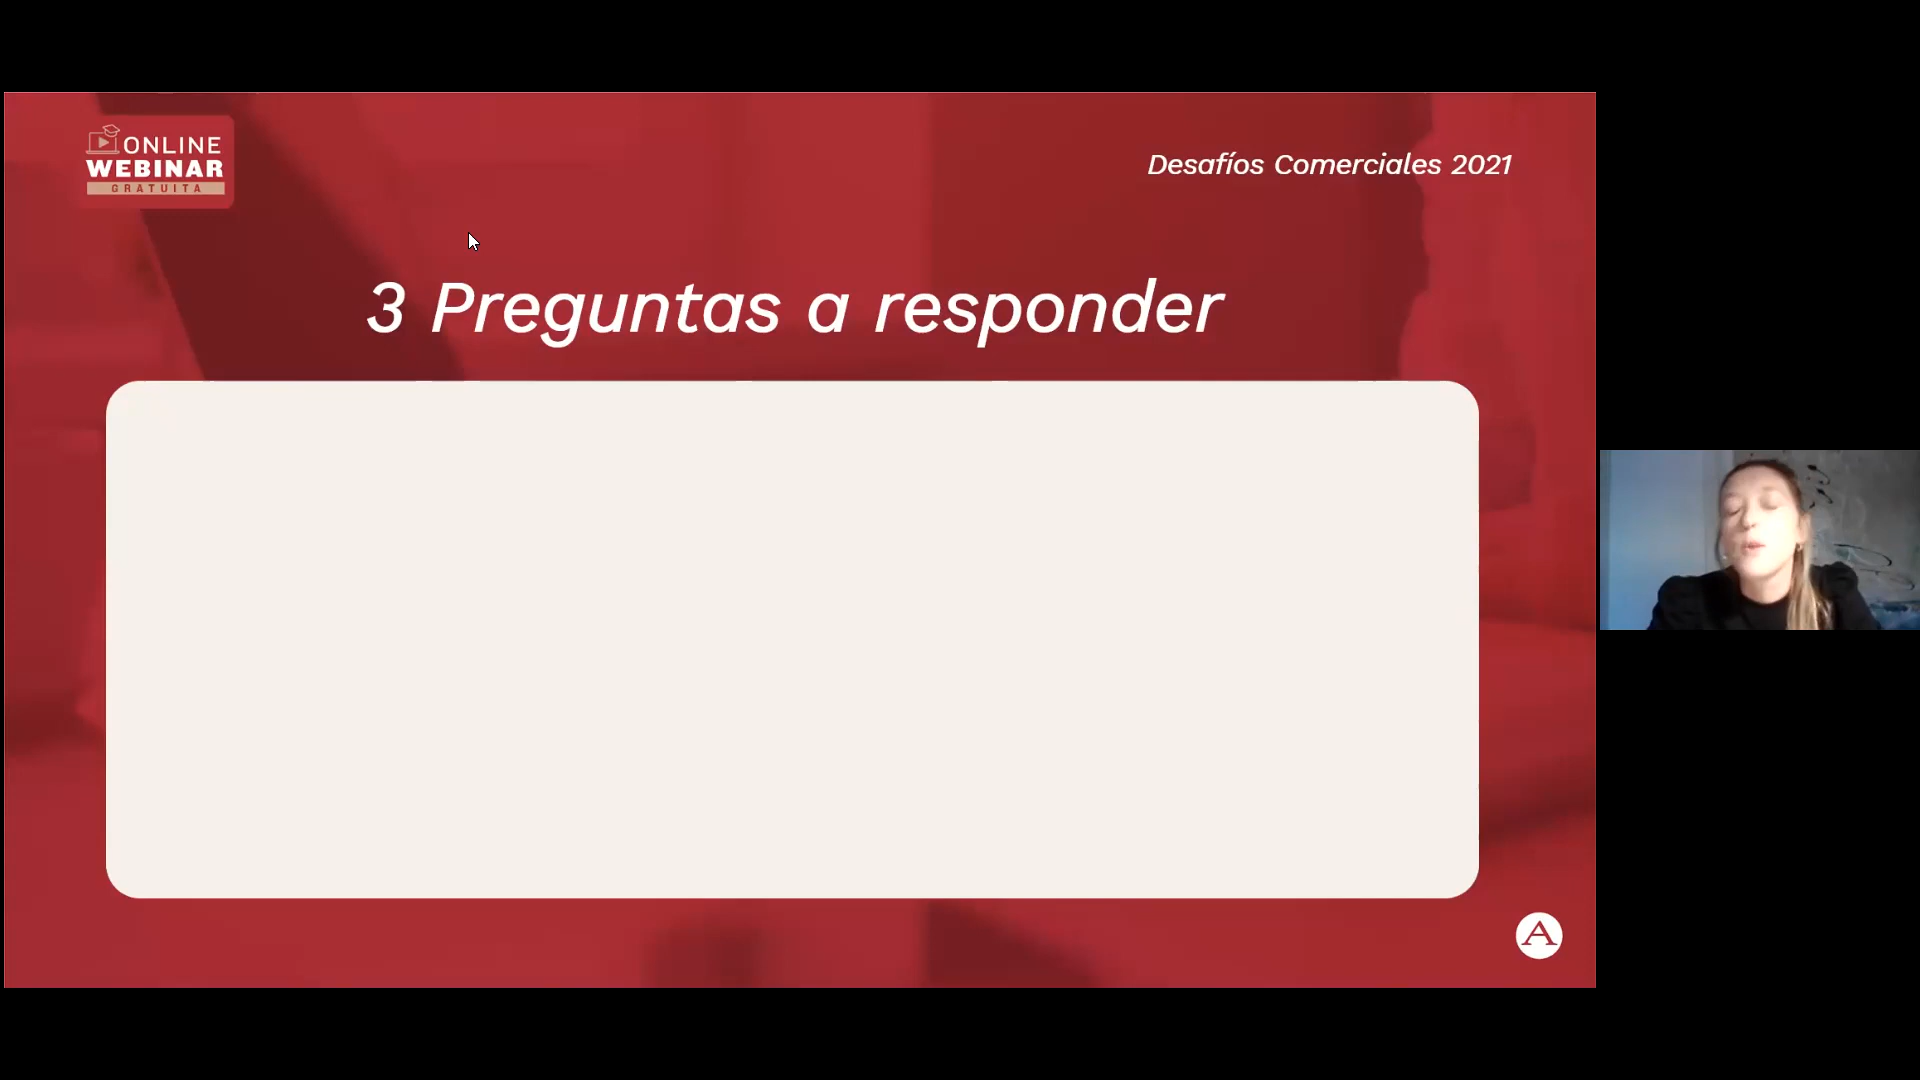 ONLINE
WEBINAR
GRATUITA
Desafíos Comerciales 2021
3 Preguntas a responder
A